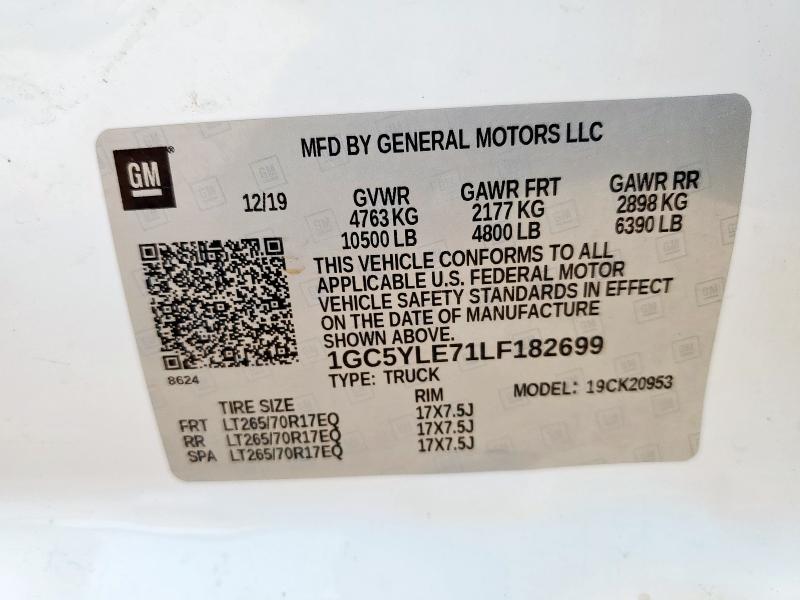 MFD BY GENERAL MOTORS LLC
GM
12/19
GVWR GAWR FRT GAWR RR
4763 KG 2177 KG 2898 KG
10500 LB 4800 LB 6390 LB
THIS VEHICLE CONFORMS TO ALL
APPLICABLE U.S. FEDERAL MOTOR
VEHICLE SAFETY STANDARDS IN EFFECT
ON THE DATE OF MANUFACTURE
SHOWN ABOVE.
1GC5YLE71LF182699
8624
TYPE: TRUCK MODEL: 19CK20953
TIRE SIZE RIM
FRT LT265/70R17EQ 17X7.5J
RR LT265/70R17EQ 17X7.5J
SPA LT265/70R17EQ 17X7.5J